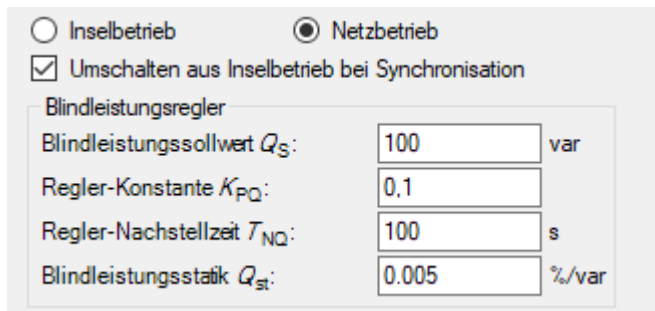 Inselbetrieb Netzbetrieb
Umschalten aus Inselbetrieb bei Synchronisation
Blindleistungsregler
Blindleistungssollwert QS: 100 var
Regler-Konstante KPQ: 0,1
Regler-Nachstellzeit TNQ: 100 s
Blindleistungsstatik Qst: 0.005 %/var